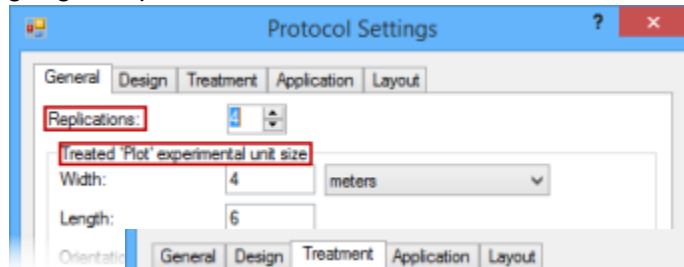 Protocol Settings ? ×
General Design Treatment Application Layout
Replications: 4
Treated 'Plot' experimental unit size
Width: 4 meters
Length: 6
General Design Treatment Application Layout